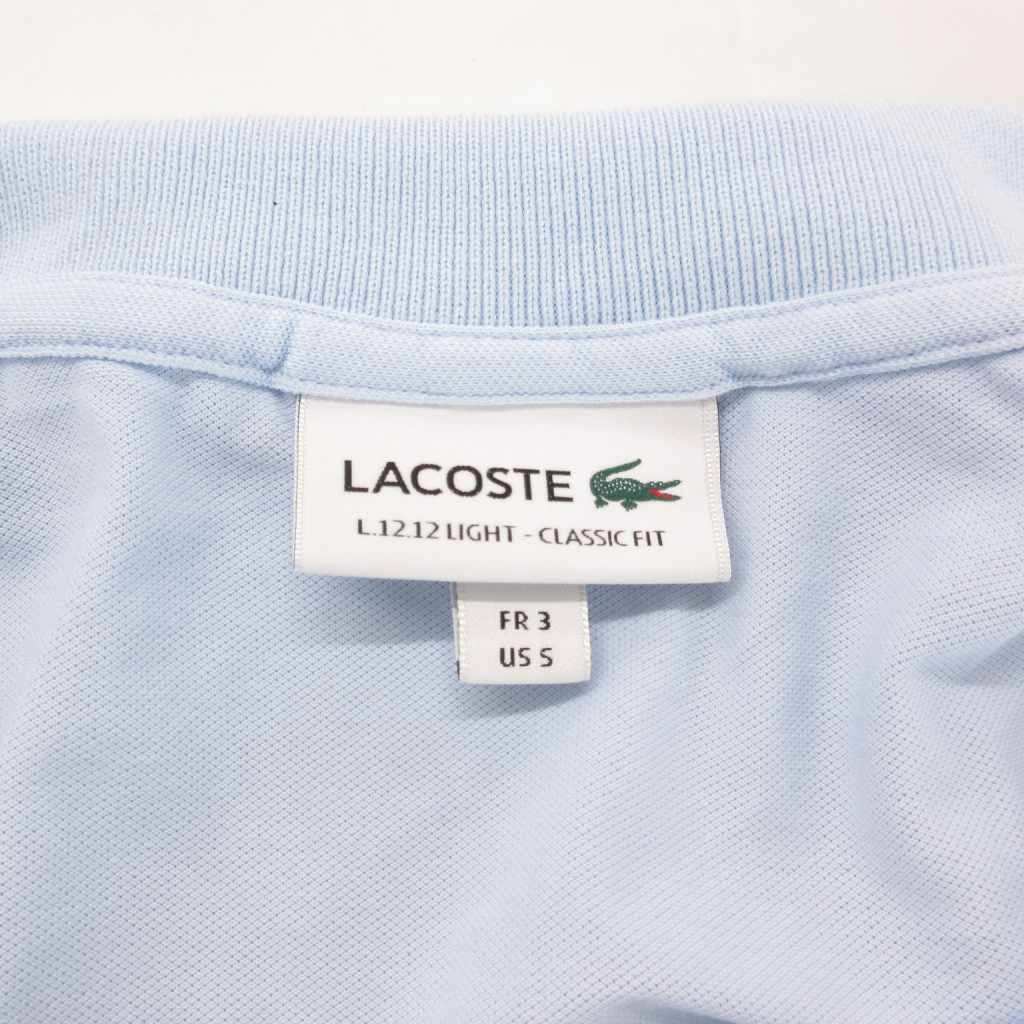 LACOSTE
L.12.12 LIGHT - CLASSIC FIT
FR 3
US S